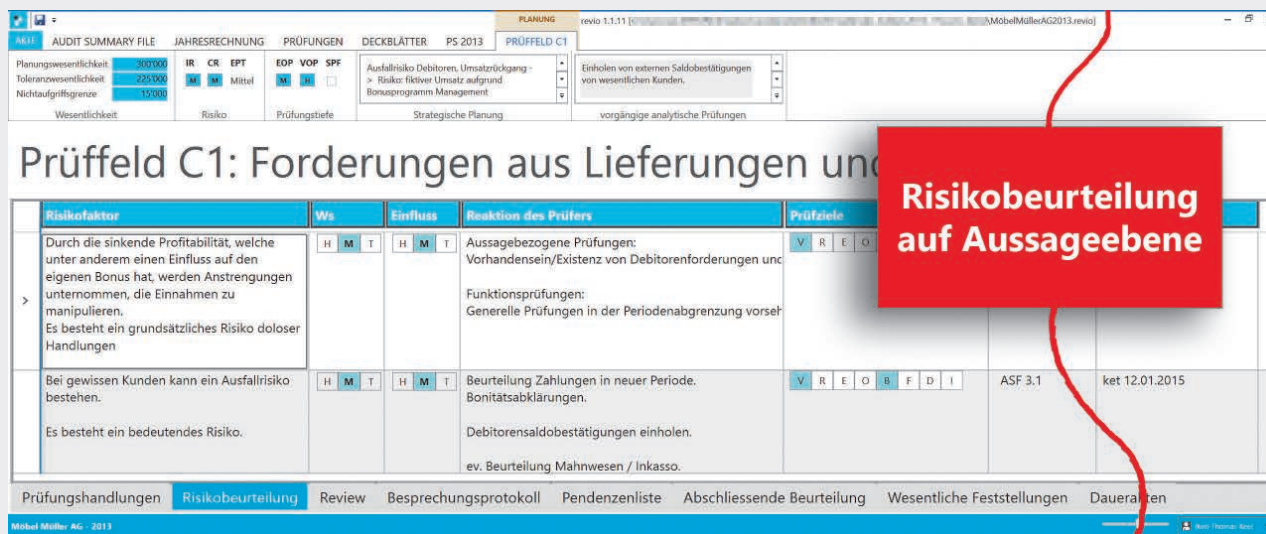 PLANUNG
revio 1.1.11 [
\MöbelMüllerAG2013.revio]
AKTE AUDIT SUMMARY FILE JAHRESRECHNUNG PRÜFUNGEN DECKBLÄTTER PS 2013 PRÜFFELD C1
Planungswesentlichkeit 300'000 IR CR EPT EOP VOP SPF
Toleranzwesentlichkeit 225'000 M M Mittel M H
Nichtaufgriffsgrenze 15'000
Ausfallrisiko Debitoren, Umsatzrückgang -
> Risiko: fiktiver Umsatz aufgrund
Bonusprogramm Management
Einholen von externen Saldobestätigungen
von wesentlichen Kunden.
Wesentlichkeit Risiko Prüfungstiefe Strategische Planung vorgängige analytische Prüfungen
Prüffeld C1: Forderungen aus Lieferungen und
Risikobeurteilung
auf Aussageebene
Risikofaktor Ws Einfluss Reaktion des Prüfers Prüfziele
Durch die sinkende Profitabilität, welche
unter anderem einen Einfluss auf den
eigenen Bonus hat, werden Anstrengungen
unternommen, die Einnahmen zu
manipulieren.
Es besteht ein grundsätzliches Risiko doloser
Handlungen
H M T H M T
Aussagebezogene Prüfungen:
Vorhandensein/Existenz von Debitorenforderungen und
Funktionsprüfungen:
Generelle Prüfungen in der Periodenabgrenzung vorseh
V R E O
Bei gewissen Kunden kann ein Ausfallrisiko
bestehen.
Es besteht ein bedeutendes Risiko.
H M T H M T
Beurteilung Zahlungen in neuer Periode.
Bonitätsabklärungen.
Debitorensaldobestätigungen einholen.
ev. Beurteilung Mahnwesen / Inkasso.
V R E O B F D I
ASF 3.1
ket 12.01.2015
Prüfungshandlungen Risikobeurteilung Review Besprechungsprotokoll Pendenzenliste Abschliessende Beurteilung Wesentliche Feststellungen Dauerakten
Möbel Müller AG - 2013